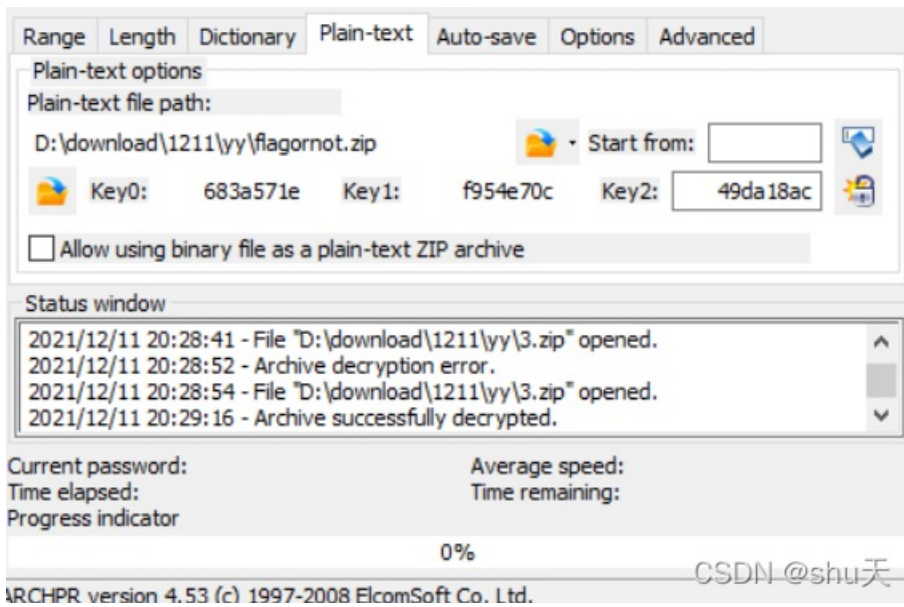 Range Length Dictionary Plain-text Auto-save Options Advanced
Plain-text options
Plain-text file path:
D:\download\1211\yy\flagornot.zip Start from:
Key0: 683a571e Key1: f954e70c Key2: 49da18ac
Allow using binary file as a plain-text ZIP archive
Status window
2021/12/11 20:28:41 - File "D:\download\1211\yy\3.zip" opened.
2021/12/11 20:28:52 - Archive decryption error.
2021/12/11 20:28:54 - File "D:\download\1211\yy\3.zip" opened.
2021/12/11 20:29:16 - Archive successfully decrypted.
Current password: Average speed:
Time elapsed: Time remaining:
Progress indicator
0%
CSDN @shu天
ARCHPR version 4.53 (c) 1997-2008 ElcomSoft Co. Ltd.